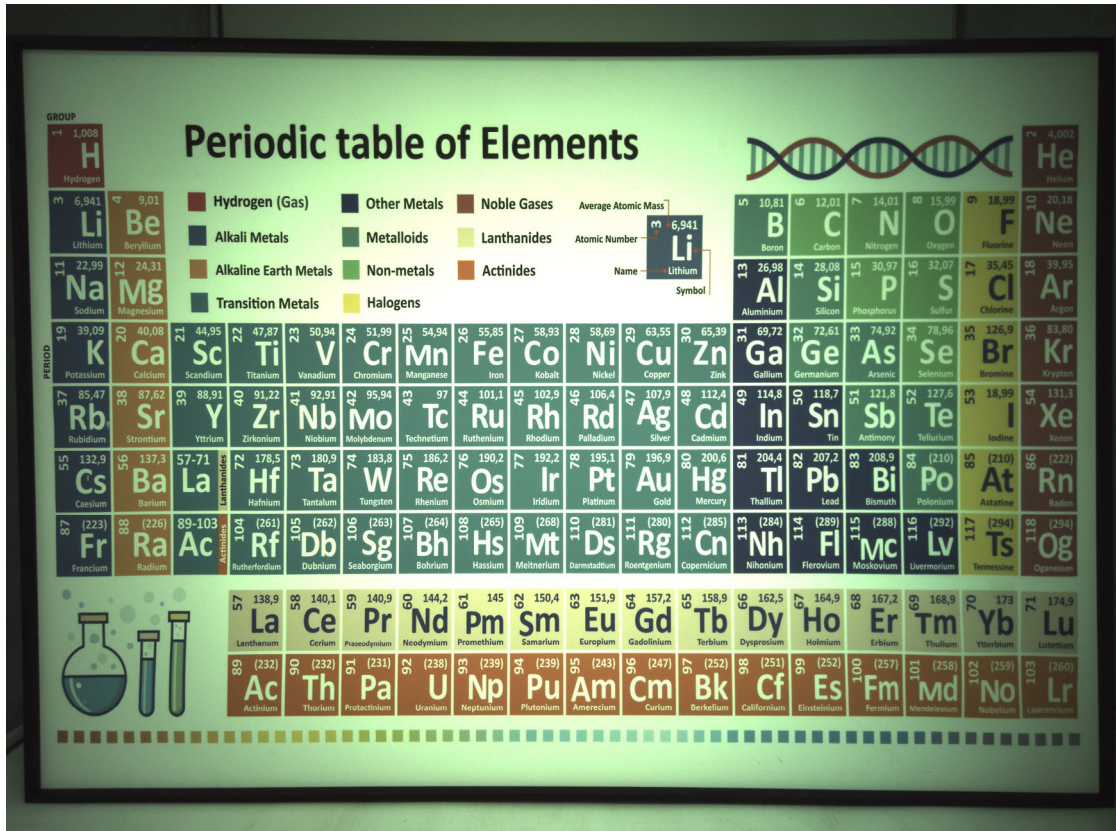 GROUP
PERIOD
Periodic table of Elements
Hydrogen (Gas)
Alkali Metals
Alkaline Earth Metals
Transition Metals
Other Metals
Metalloids
Non-metals
Halogens
Noble Gases
Lanthanides
Actinides
Average Atomic Mass
Atomic Number
Name
Symbol
3 6,941 Li Lithium
1 1,008 H Hydrogen
2 4,002 He Helium
3 6,941 Li Lithium
4 9,01 Be Beryllium
5 10,81 B Boron
6 12,01 C Carbon
7 14,01 N Nitrogen
8 15,99 O Oxygen
9 18,99 F Fluorine
10 20,18 Ne Neon
11 22,99 Na Sodium
12 24,31 Mg Magnesium
13 26,98 Al Aluminium
14 28,08 Si Silicon
15 30,97 P Phosphorus
16 32,07 S Sulfur
17 35,45 Cl Chlorine
18 39,95 Ar Argon
19 39,09 K Potassium
20 40,08 Ca Calcium
21 44,95 Sc Scandium
22 47,87 Ti Titanium
23 50,94 V Vanadium
24 51,99 Cr Chromium
25 54,94 Mn Manganese
26 55,85 Fe Iron
27 58,93 Co Kobalt
28 58,69 Ni Nickel
29 63,55 Cu Copper
30 65,39 Zn Zink
31 69,72 Ga Gallium
32 72,61 Ge Germanium
33 74,92 As Arsenic
34 78,96 Se Selenium
35 126,9 Br Bromine
36 83,80 Kr Krypton
37 85,47 Rb Rubidium
38 87,62 Sr Strontium
39 88,91 Y Yttrium
40 91,22 Zr Zirkonium
41 92,91 Nb Niobium
42 95,94 Mo Molybdenum
43 97 Tc Technetium
44 101,1 Ru Ruthenium
45 102,9 Rh Rhodium
46 106,4 Rd Palladium
47 107,9 Ag Silver
48 112,4 Cd Cadmium
49 114,8 In Indium
50 118,7 Sn Tin
51 121,8 Sb Antimony
52 127,6 Te Tellurium
53 18,99 I Iodine
54 131,3 Xe Xenon
55 132,9 Cs Caesium
56 137,3 Ba Barium
57-71 La Lanthanides
72 178,5 Hf Hafnium
73 180,9 Ta Tantalum
74 183,8 W Tungsten
75 186,2 Re Rhenium
76 190,2 Os Osmium
77 192,2 Ir Iridium
78 195,1 Pt Platinum
79 196,9 Au Gold
80 200,6 Hg Mercury
81 204,4 Tl Thallium
82 207,2 Pb Lead
83 208,9 Bi Bismuth
84 (210) Po Polonium
85 (210) At Astatine
86 (222) Rn Radon
87 (223) Fr Francium
88 (226) Ra Radium
89-103 Ac Actinides
104 (261) Rf Rutherfordium
105 (262) Db Dubnium
106 (263) Sg Seaborgium
107 (264) Bh Bohrium
108 (265) Hs Hassium
109 (268) Mt Meitnerium
110 (281) Ds Darmstadtium
111 (280) Rg Roentgenium
112 (285) Cn Copernicium
113 (284) Nh Nihonium
114 (289) Fl Flerovium
115 (288) Mc Moskovium
116 (292) Lv Livermorium
117 (294) Ts Tennessine
118 (294) Og Oganesson
57 138,9 La Lanthanum
58 140,1 Ce Cerium
59 140,9 Pr Praseodymium
60 144,2 Nd Neodymium
61 145 Pm Promethium
62 150,4 Sm Samarium
63 151,9 Eu Europium
64 157,2 Gd Gadolinium
65 158,9 Tb Terbium
66 162,5 Dy Dysprosium
67 164,9 Ho Holmium
68 167,2 Er Erbium
69 168,9 Tm Thulium
70 173 Yb Ytterbium
71 174,9 Lu Lutetium
89 (232) Ac Actinium
90 (232) Th Thorium
91 (231) Pa Protactinium
92 (238) U Uranium
93 (239) Np Neptunium
94 (239) Pu Plutonium
95 (243) Am Amerecium
96 (247) Cm Curium
97 (252) Bk Berkelium
98 (251) Cf Californium
99 (252) Es Einsteinium
100 (257) Fm Fermium
101 (258) Md Mendelevium
102 (259) No Nobelium
103 (260) Lr Lawrencium